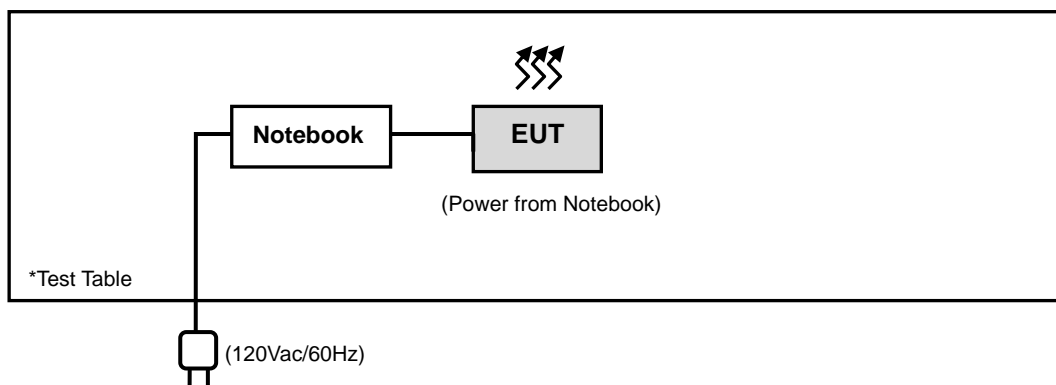 Notebook
EUT
(Power from Notebook)
*Test Table
(120Vac/60Hz)